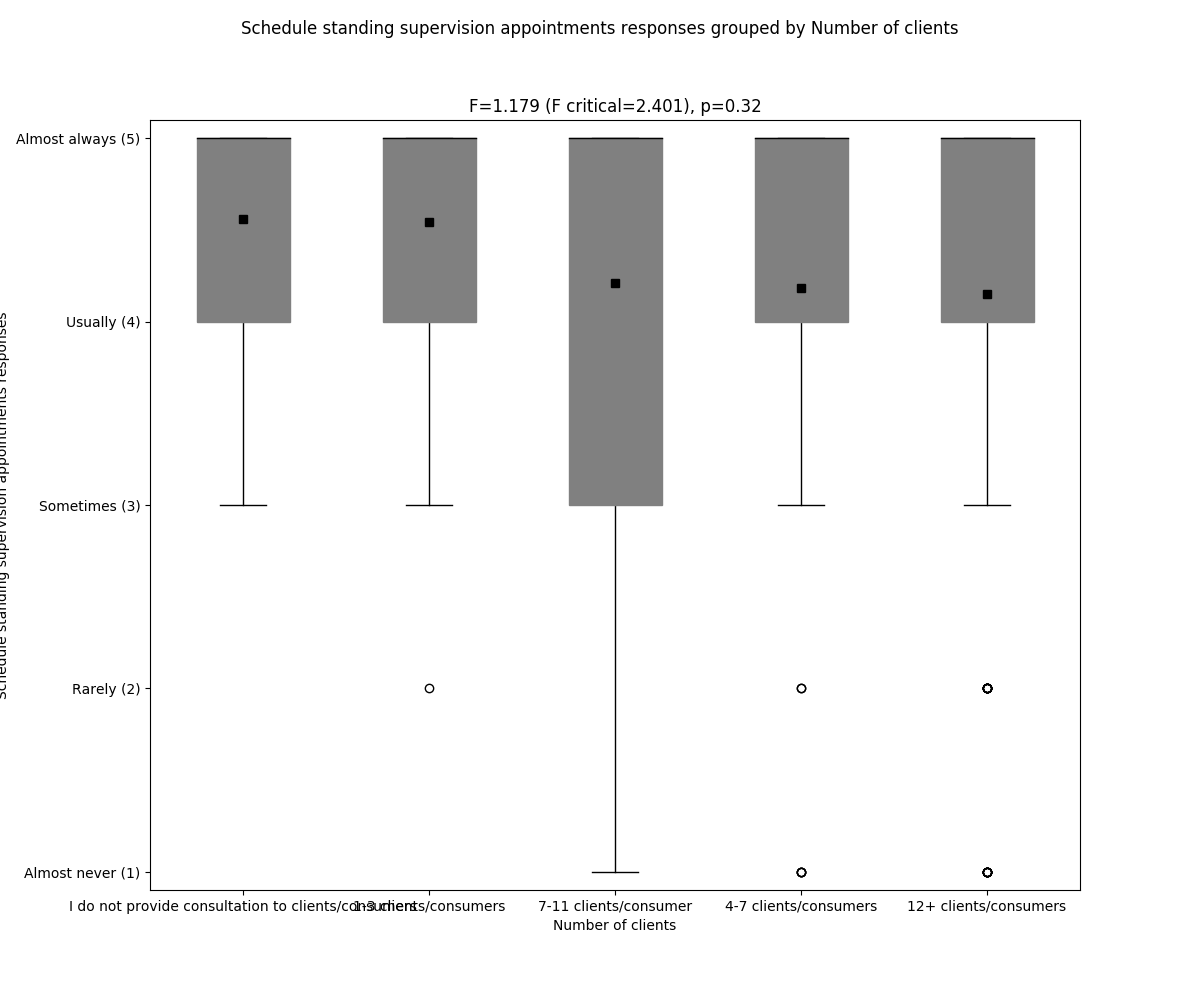 Schedule standing supervision appointments responses grouped by Number of clients
F=1.179 (F critical=2.401), p=0.32
Almost always (5)
Usually (4)
Sometimes (3)
Rarely (2)
Almost never (1)
Schedule standing supervision appointments responses
I do not provide consultation to clients/consumers
1-3 clients/consumers
7-11 clients/consumer
4-7 clients/consumers
12+ clients/consumers
Number of clients